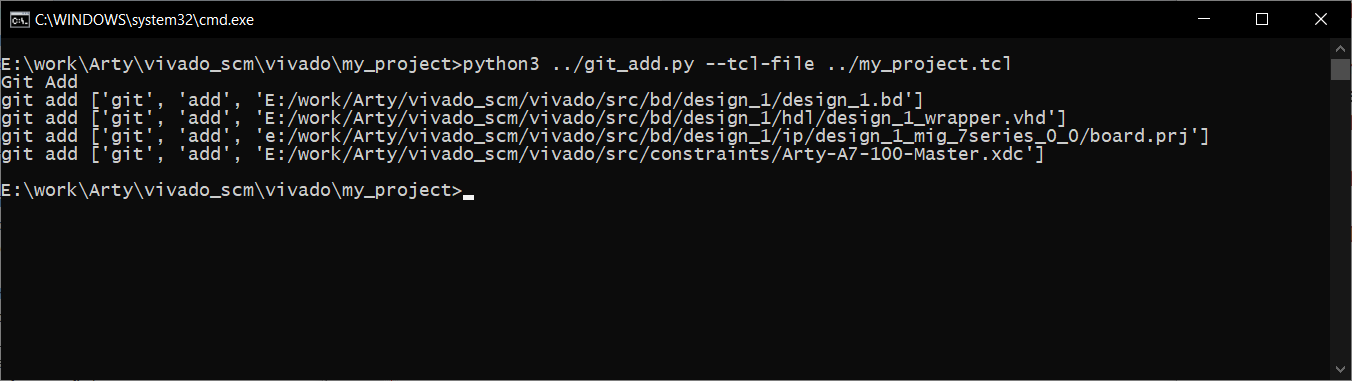 C:\WINDOWS\system32\cmd.exe
E:\work\Arty\vivado_scm\vivado\my_project>python3 ../git_add.py --tcl-file ../my_project.tcl
Git Add
git add ['git', 'add', 'E:/work/Arty/vivado_scm/vivado/src/bd/design_1/design_1.bd']
git add ['git', 'add', 'E:/work/Arty/vivado_scm/vivado/src/bd/design_1/hdl/design_1_wrapper.vhd']
git add ['git', 'add', 'e:/work/Arty/vivado_scm/vivado/src/bd/design_1/ip/design_1_mig_7series_0_0/board.prj']
git add ['git', 'add', 'E:/work/Arty/vivado_scm/vivado/src/constraints/Arty-A7-100-Master.xdc']
E:\work\Arty\vivado_scm\vivado\my_project>